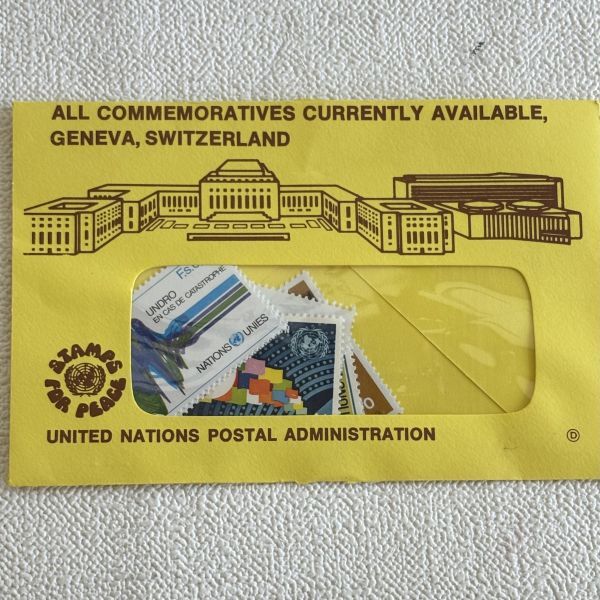 ALL COMMEMORATIVES CURRENTLY AVAILABLE,
GENEVA, SWITZERLAND
F.s.
UNDRO
EN CAS DE CATASTROPHE
NATIONS UNIES
STAMPS
FOR PEACE
UNITED NATIONS POSTAL ADMINISTRATION
D